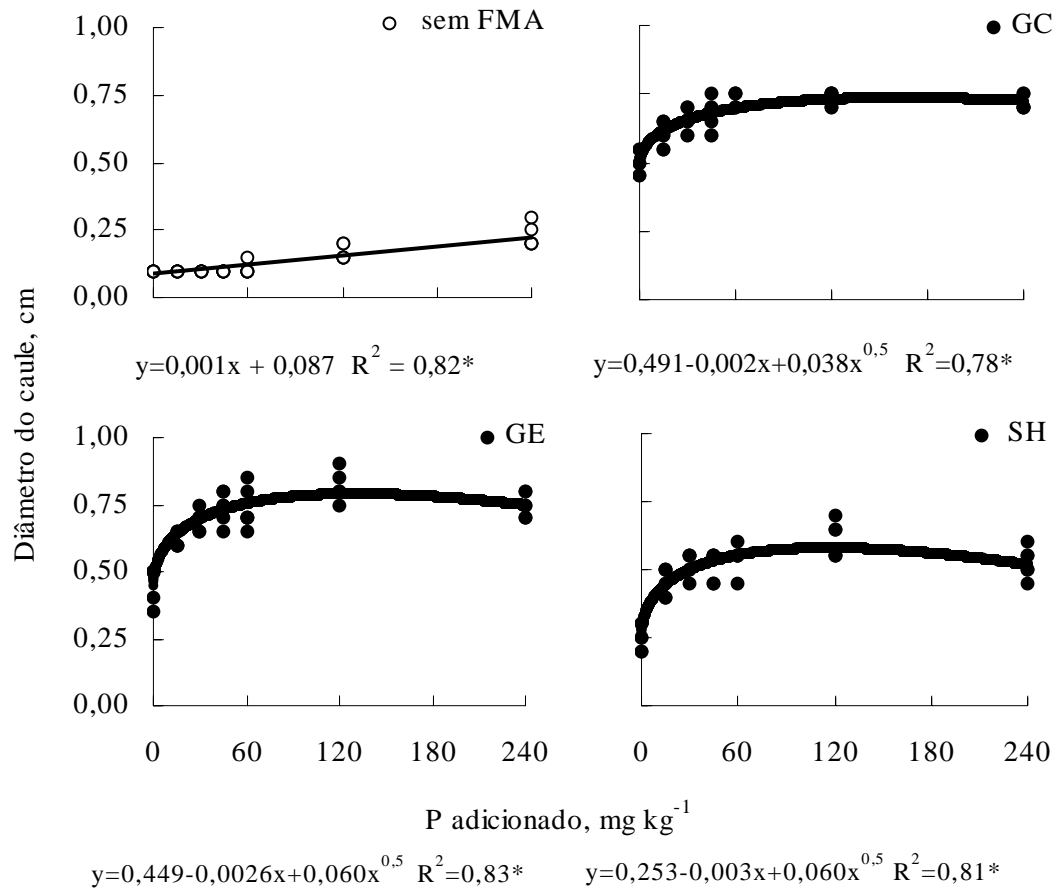 sem FMA
GC
1,00
0,75
0,50
0,25
0,00
y=0,001x + 0,087 R² = 0,82*
y=0,491-0,002x+0,038x^0,5 R²=0,78*
Diâmetro do caule, cm
GE
SH
1,00
0,75
0,50
0,25
0,00
0 60 120 180 240
0 60 120 180 240
P adicionado, mg kg⁻¹
y=0,449-0,0026x+0,060x^0,5 R²=0,83*
y=0,253-0,003x+0,060x^0,5 R²=0,81*